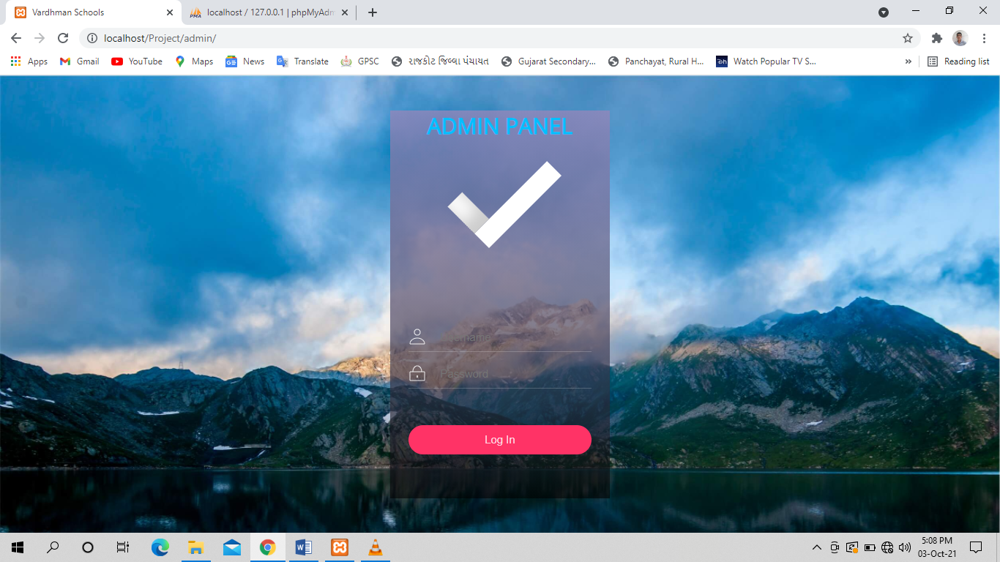 Vardhman Schools
localhost / 127.0.0.1 | phpMyAdm
localhost/Project/admin/
Apps
Gmail
YouTube
Maps
News
Translate
GPSC
રાજકોટ જિલ્લા પંચાયત
Gujarat Secondary...
Panchayat, Rural H...
Watch Popular TV S...
»
Reading list
ADMIN PANEL
Password
Log In
5:08 PM
03-Oct-21